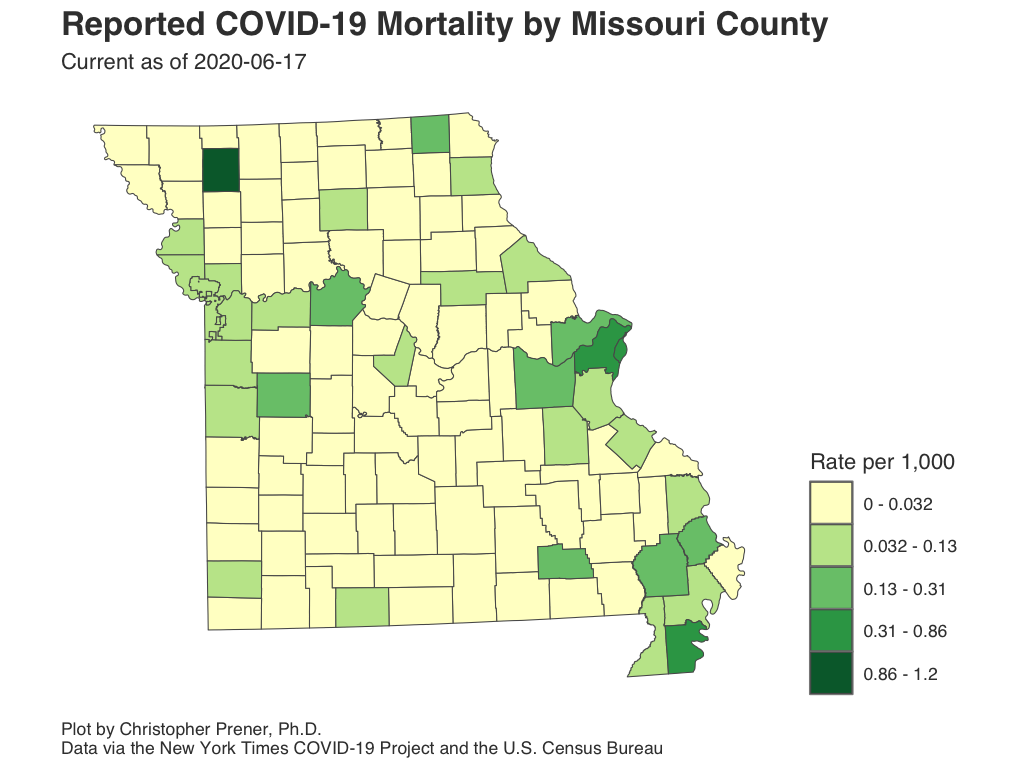 Reported COVID-19 Mortality by Missouri County
Current as of 2020-06-17
Rate per 1,000
0 - 0.032
0.032 - 0.13
0.13 - 0.31
0.31 - 0.86
0.86 - 1.2
Plot by Christopher Prener, Ph.D.
Data via the New York Times COVID-19 Project and the U.S. Census Bureau